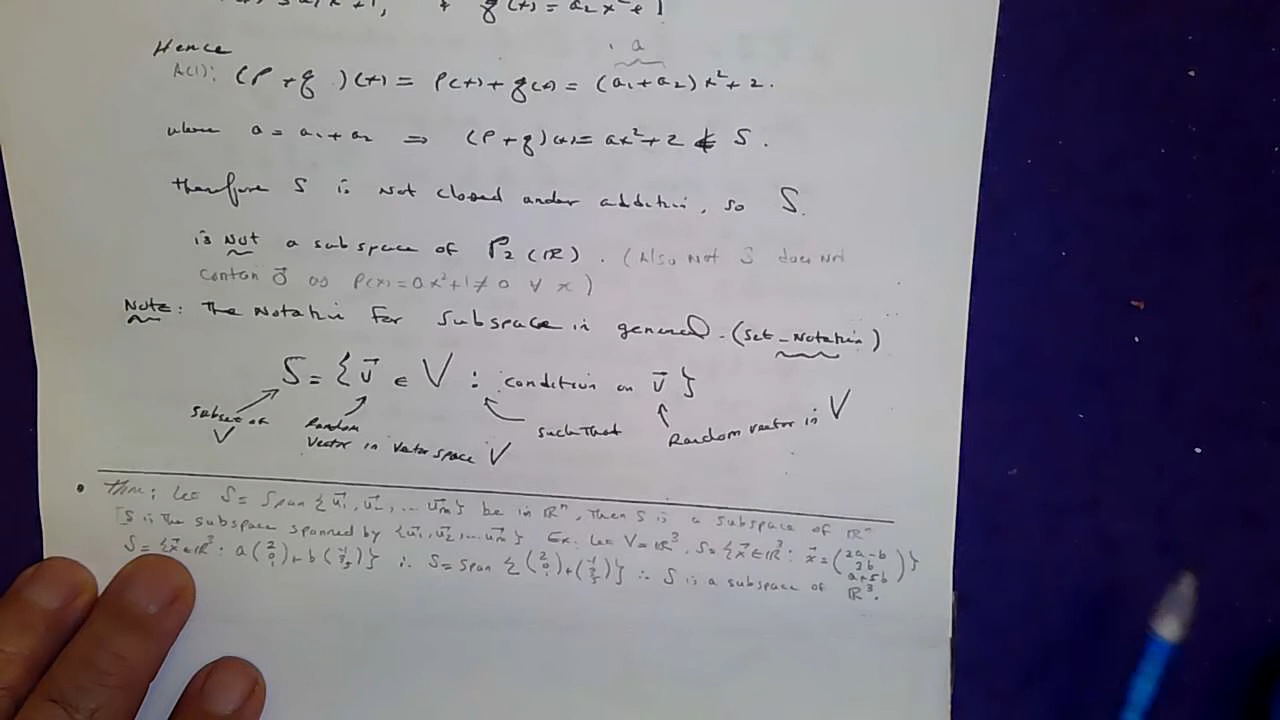 q(x) = a₂x²+1
Hence
a
A(1): (P+q)(x) = P(x)+q(x) = (a₁+a₂)x²+2.
where a = a₁+a₂ ⇒ (P+q)(x) = ax²+2 ∉ S.
therefore S is not closed under addition, so S.
is Not a subspace of P₂(ℝ). (Also Not S does Not
contain 0⃗ as P(x)=ax²+1≠0 ∀ x)
Note: The Notation for Subspace in general. (Set-Notation)
S = {v⃗ ∈ V : condition on v⃗}
subset of V
Random vector in vector space V
such that
Random vector in V
• Thm: Let S = Span {u⃗₁, u⃗₂, ... u⃗ₘ} be in ℝⁿ, Then S is a subspace of ℝⁿ
[S is The subspace spanned by {u⃗₁, u⃗₂, ... u⃗ₘ} Ex: Let V=ℝ³, S={x⃗∈ℝ³: x⃗=(2a-b, 3b, a+5b)}
S={x⃗∈ℝ³: a(2 0 1)+b(-1 3 5)} ∴ S=Span {(2 0 1)+(-1 3 5)} ∴ S is a subspace of ℝ³.